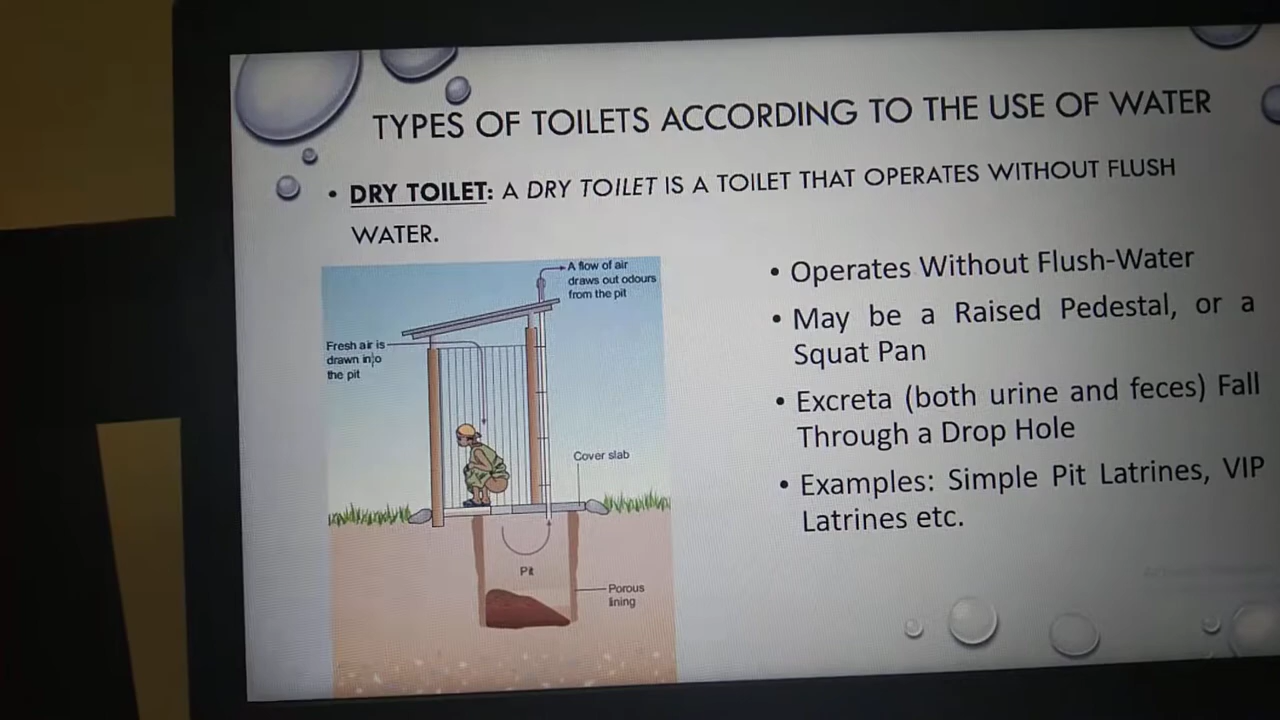 TYPES OF TOILETS ACCORDING TO THE USE OF WATER
• DRY TOILET: A DRY TOILET IS A TOILET THAT OPERATES WITHOUT FLUSH
WATER.
A flow of air
draws out odours
from the pit
Fresh air is
drawn into
the pit
Cover slab
Pit
Porous
lining
• Operates Without Flush-Water
• May be a Raised Pedestal, or a
Squat Pan
• Excreta (both urine and feces) Fall
Through a Drop Hole
• Examples: Simple Pit Latrines, VIP
Latrines etc.